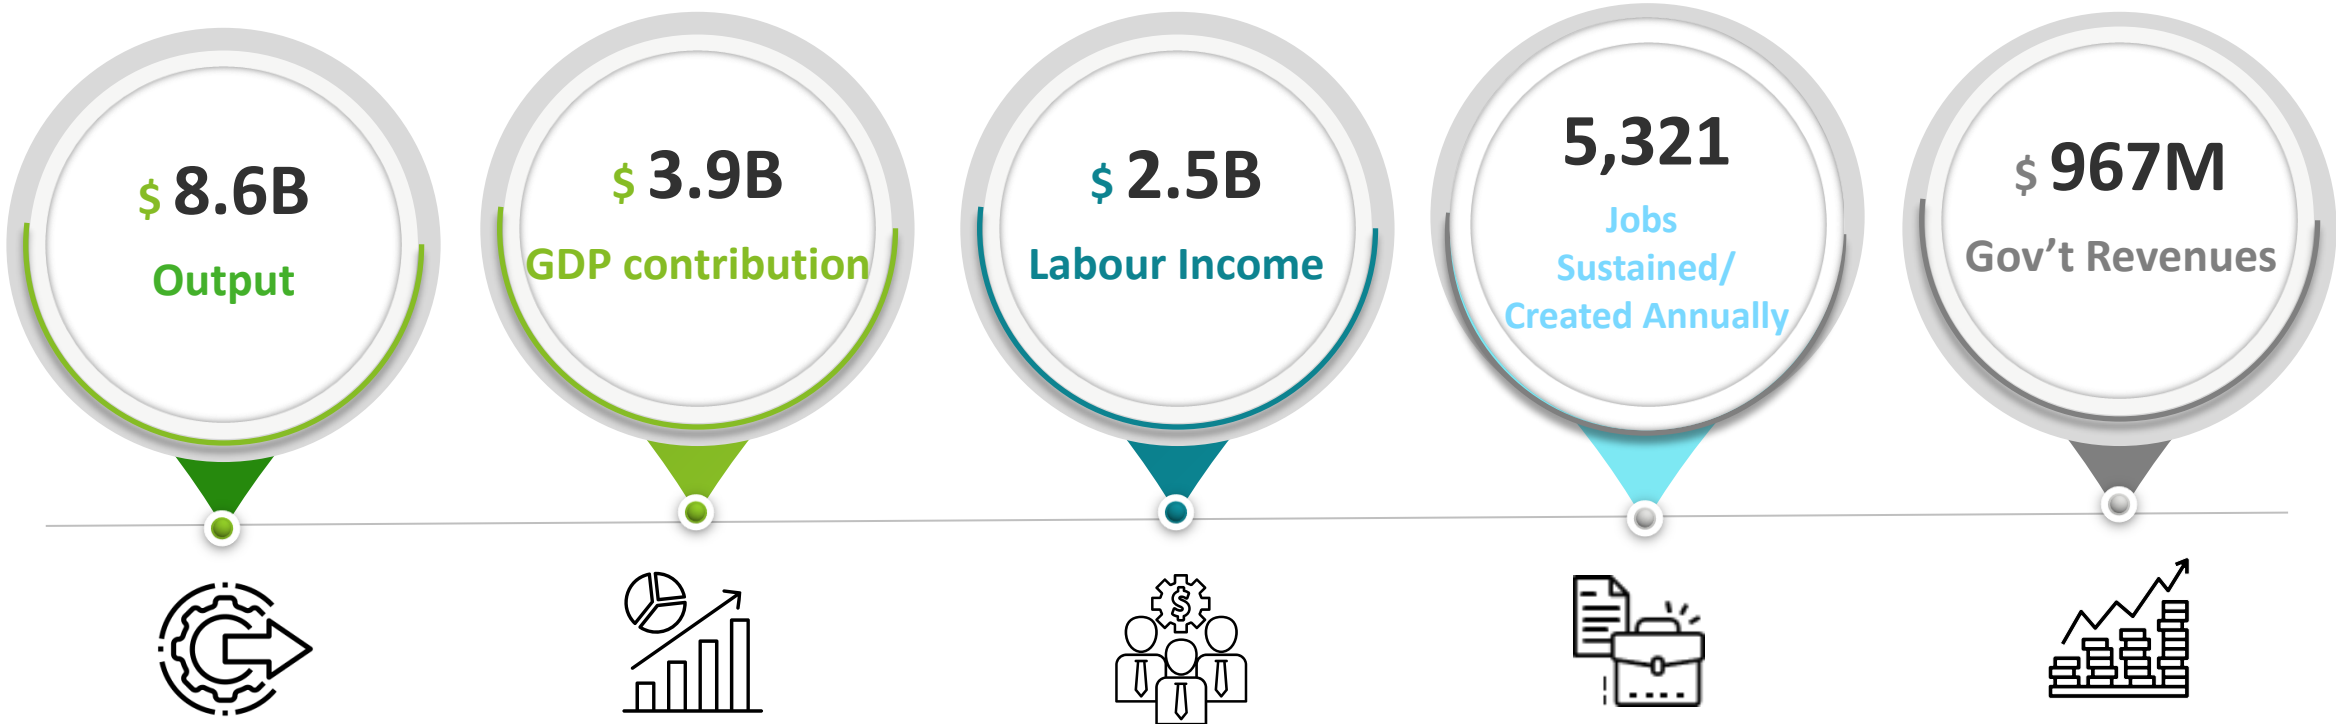 $ 8.6B
Output
$ 3.9B
GDP contribution
$ 2.5B
Labour Income
5,321
Jobs
Sustained/
Created Annually
$ 967M
Gov't Revenues